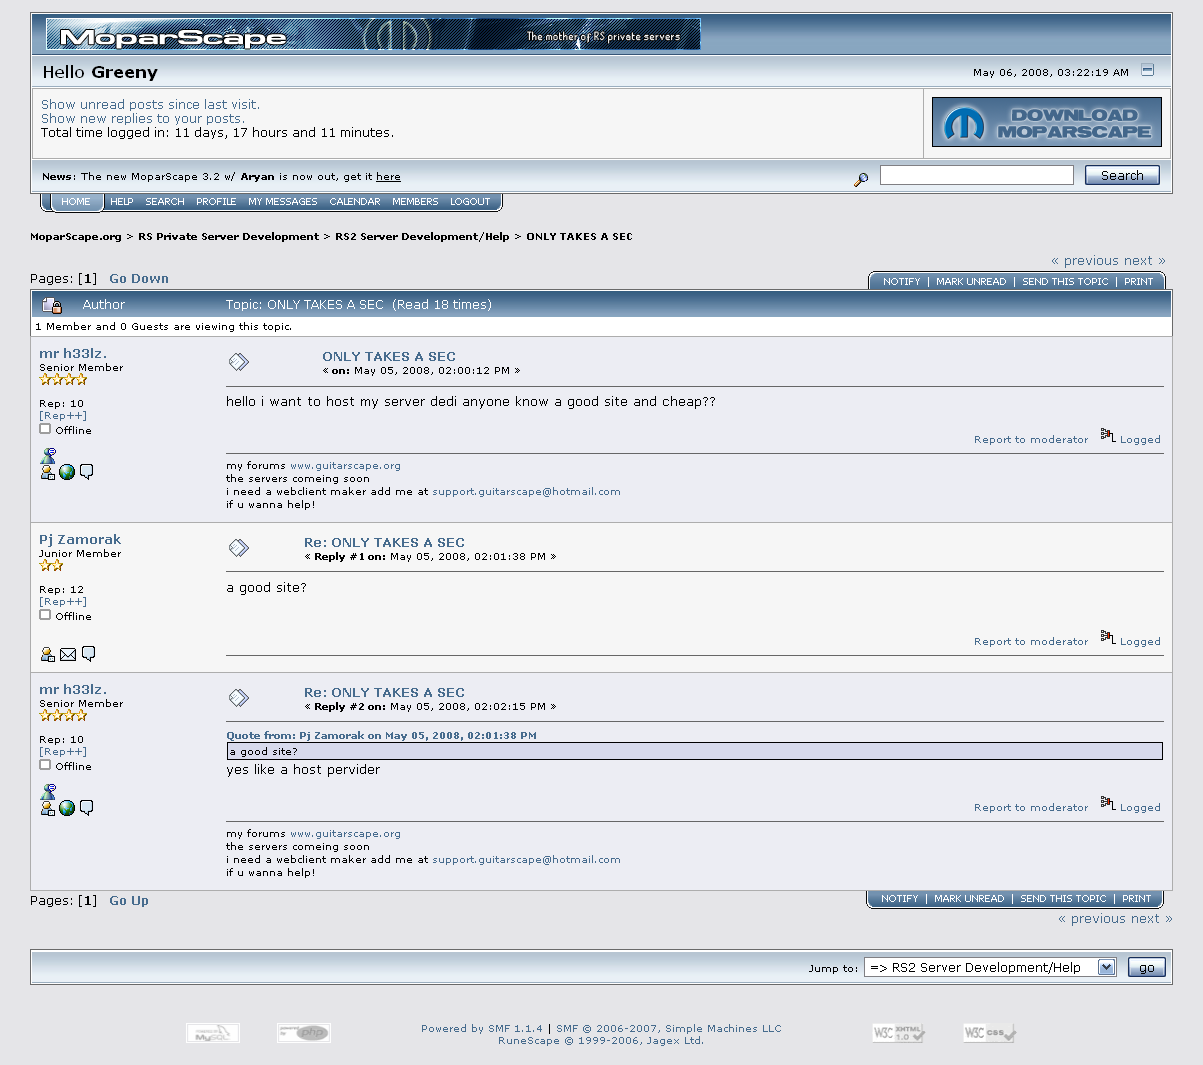 MoparScape The mother of RS private servers
Hello Greeny May 06, 2008, 03:22:19 AM
Show unread posts since last visit.
Show new replies to your posts.
Total time logged in: 11 days, 17 hours and 11 minutes.
DOWNLOAD
MOPARSCAPE
News: The new MoparScape 3.2 w/ Aryan is now out, get it here Search
HOME HELP SEARCH PROFILE MY MESSAGES CALENDAR MEMBERS LOGOUT
MoparScape.org > RS Private Server Development > RS2 Server Development/Help > ONLY TAKES A SEC
« previous next »
Pages: [1] Go Down
NOTIFY | MARK UNREAD | SEND THIS TOPIC | PRINT
Author Topic: ONLY TAKES A SEC (Read 18 times)
1 Member and 0 Guests are viewing this topic.
mr h33lz.
Senior Member
Rep: 10
[Rep++]
Offline
ONLY TAKES A SEC
« on: May 05, 2008, 02:00:12 PM »
hello i want to host my server dedi anyone know a good site and cheap??
Report to moderator Logged
my forums www.guitarscape.org
the servers comeing soon
i need a webclient maker add me at support.guitarscape@hotmail.com
if u wanna help!
Pj Zamorak
Junior Member
Rep: 12
[Rep++]
Offline
Re: ONLY TAKES A SEC
« Reply #1 on: May 05, 2008, 02:01:38 PM »
a good site?
Report to moderator Logged
mr h33lz.
Senior Member
Rep: 10
[Rep++]
Offline
Re: ONLY TAKES A SEC
« Reply #2 on: May 05, 2008, 02:02:15 PM »
Quote from: Pj Zamorak on May 05, 2008, 02:01:38 PM
a good site?
yes like a host pervider
Report to moderator Logged
my forums www.guitarscape.org
the servers comeing soon
i need a webclient maker add me at support.guitarscape@hotmail.com
if u wanna help!
Pages: [1] Go Up
NOTIFY | MARK UNREAD | SEND THIS TOPIC | PRINT
« previous next »
Jump to: => RS2 Server Development/Help go
POWERED BY
MySQL
powered by
php
Powered by SMF 1.1.4 | SMF © 2006-2007, Simple Machines LLC
RuneScape © 1999-2006, Jagex Ltd.
W3C XHTML 1.0
W3C css